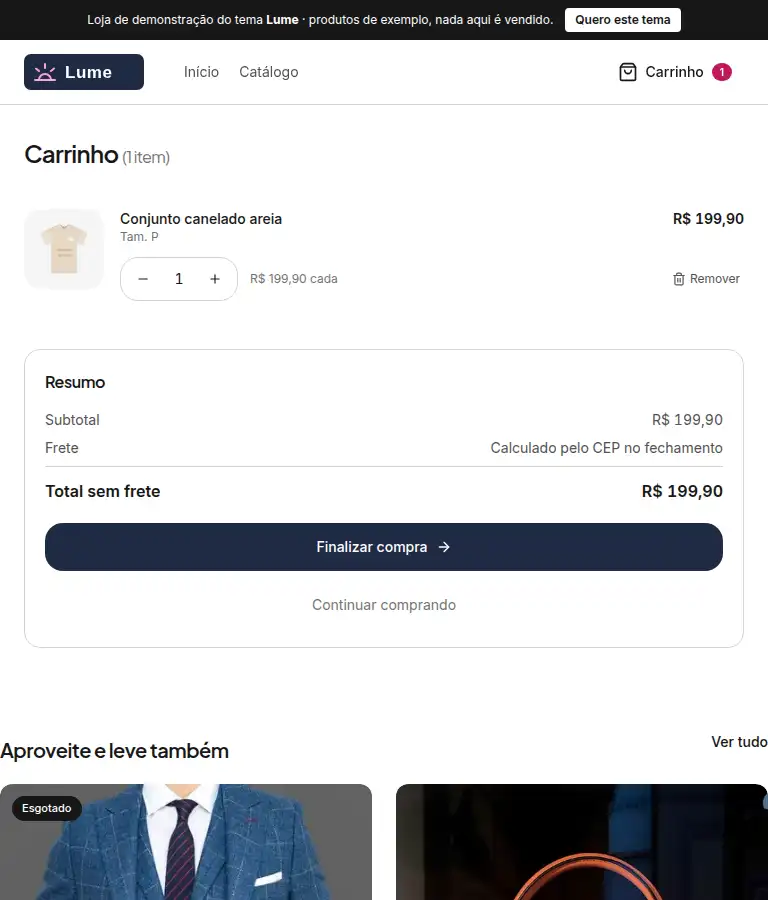 Loja de demonstração do tema Lume · produtos de exemplo, nada aqui é vendido. Quero este tema
Lume Início Catálogo Carrinho 1
Carrinho (1 item)
Conjunto canelado areia R$ 199,90
Tam. P
− 1 + R$ 199,90 cada Remover
Resumo
Subtotal R$ 199,90
Frete Calculado pelo CEP no fechamento
Total sem frete R$ 199,90
Finalizar compra →
Continuar comprando
Aproveite e leve também Ver tudo
Esgotado